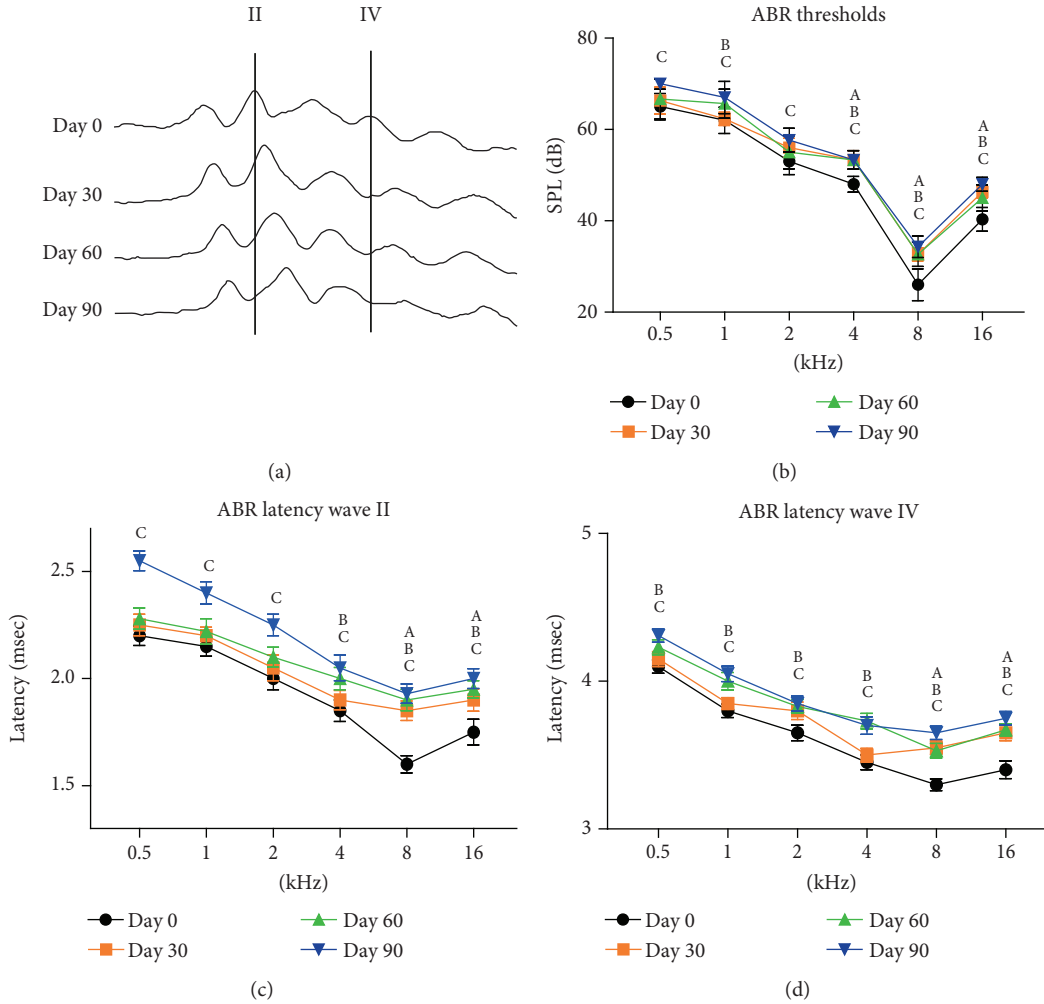 II IV
Day 0
Day 30
Day 60
Day 90
(a)
ABR thresholds
80
60
40
20
SPL (dB)
C
B
C
C
A
B
C
A
B
C
A
B
C
0.5 1 2 4 8 16
(kHz)
Day 0 Day 60
Day 30 Day 90
(b)
ABR latency wave II
2.5
2.0
1.5
Latency (msec)
C
C
C
B
C
A
B
C
A
B
C
0.5 1 2 4 8 16
(kHz)
Day 0 Day 60
Day 30 Day 90
(c)
ABR latency wave IV
5
4
3
Latency (msec)
B
C
B
C
B
C
B
C
A
B
C
A
B
C
0.5 1 2 4 8 16
(kHz)
Day 0 Day 60
Day 30 Day 90
(d)